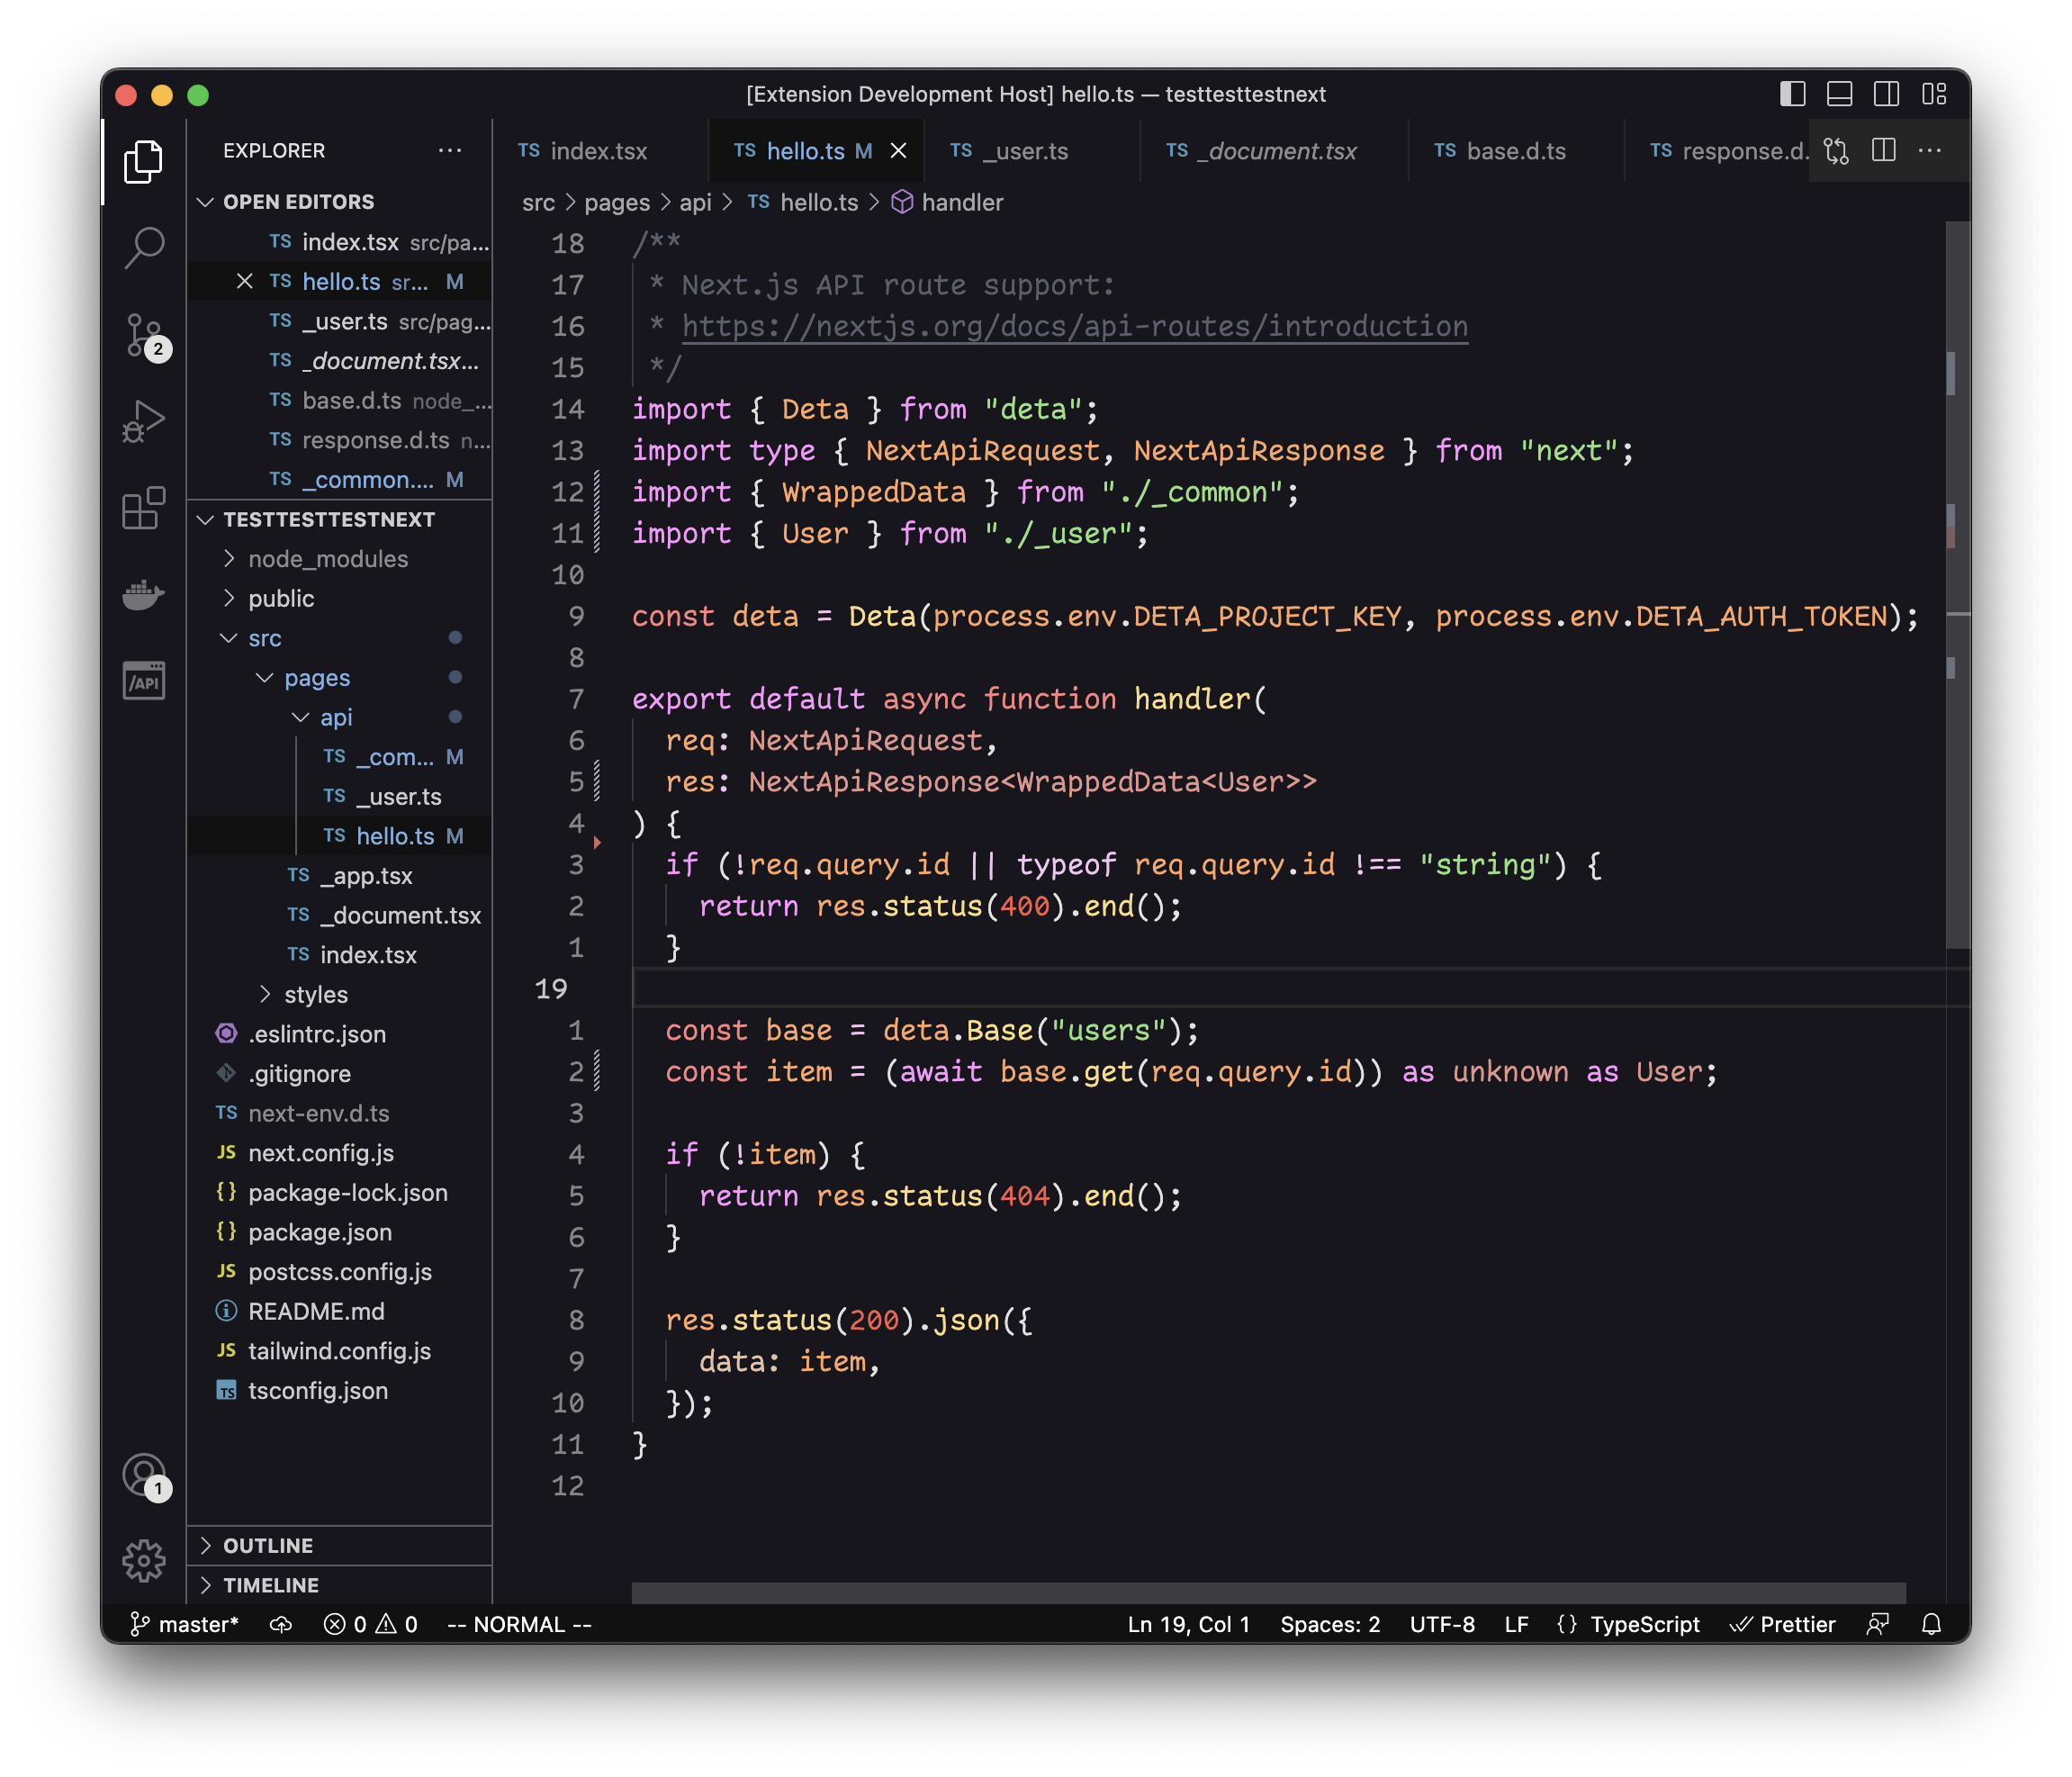 [Extension Development Host] hello.ts — testtesttestnext
EXPLORER
OPEN EDITORS
TS index.tsx src/pa...
TS hello.ts sr... M
TS _user.ts src/pag...
TS _document.tsx...
TS base.d.ts node_...
TS response.d.ts n...
TS _common.... M
TESTTESTTESTNEXT
node_modules
public
src
pages
api
TS _com... M
TS _user.ts
TS hello.ts M
TS _app.tsx
TS _document.tsx
TS index.tsx
styles
.eslintrc.json
.gitignore
TS next-env.d.ts
JS next.config.js
{} package-lock.json
{} package.json
JS postcss.config.js
README.md
JS tailwind.config.js
TS tsconfig.json
OUTLINE
TIMELINE
2
/API
1
TS index.tsx TS hello.ts M TS _user.ts TS _document.tsx TS base.d.ts TS response.d.
src > pages > api > TS hello.ts > handler
18 /**
17 * Next.js API route support:
16 * https://nextjs.org/docs/api-routes/introduction
15 */
14 import { Deta } from "deta";
13 import type { NextApiRequest, NextApiResponse } from "next";
12 import { WrappedData } from "./_common";
11 import { User } from "./_user";
10
9 const deta = Deta(process.env.DETA_PROJECT_KEY, process.env.DETA_AUTH_TOKEN);
8
7 export default async function handler(
6 req: NextApiRequest,
5 res: NextApiResponse<WrappedData<User>>
4 ) {
3 if (!req.query.id || typeof req.query.id !== "string") {
2 return res.status(400).end();
1 }
19
1 const base = deta.Base("users");
2 const item = (await base.get(req.query.id)) as unknown as User;
3
4 if (!item) {
5 return res.status(404).end();
6 }
7
8 res.status(200).json({
9 data: item,
10 });
11 }
12
master* 0 0 -- NORMAL -- Ln 19, Col 1 Spaces: 2 UTF-8 LF {} TypeScript Prettier